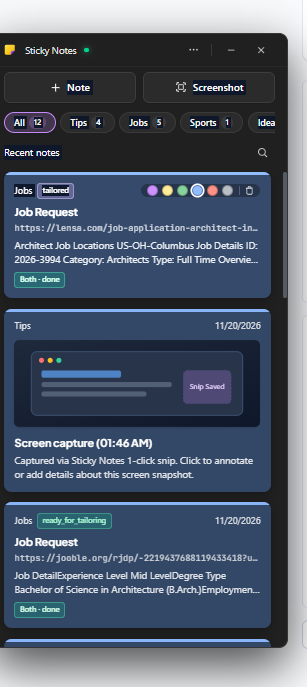 Sticky Notes
Note
Screenshot
All 12 Tips 4 Jobs 5 Sports 1 Idea
Recent notes
Jobs tailored
Job Request
https://lensa.com/job-application-architect-in…
Architect Job Locations US-OH-Columbus Job Details ID:
2026-3994 Category: Architects Type: Full Time Overvie…
Both · done
Tips 11/20/2026
Snip Saved
Screen capture (01:46 AM)
Captured via Sticky Notes 1-click snip. Click to annotate
or add details about this screen snapshot.
Jobs ready_for_tailoring 11/20/2026
Job Request
https://jooble.org/rjdp/-2219437688119433418?u…
Job DetailExperience Level Mid LevelDegree Type
Bachelor of Science in Architecture (B.Arch.)Employmen…
Both · done